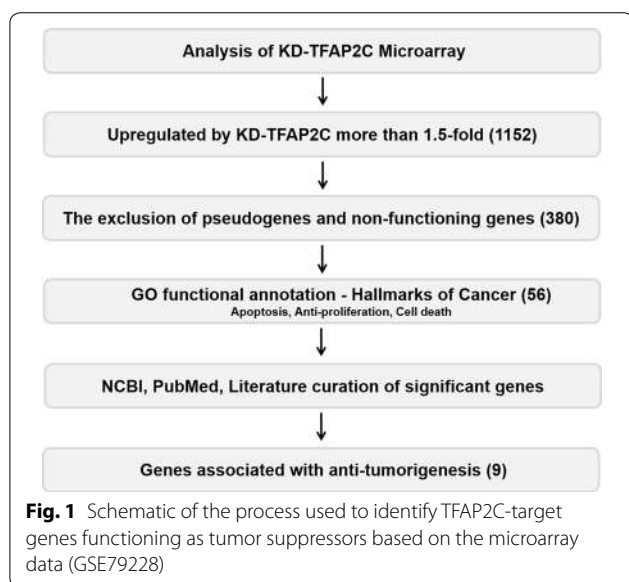 Analysis of KD-TFAP2C Microarray
Upregulated by KD-TFAP2C more than 1.5-fold (1152)
The exclusion of pseudogenes and non-functioning genes (380)
GO functional annotation - Hallmarks of Cancer (56)
Apoptosis, Anti-proliferation, Cell death
NCBI, PubMed, Literature curation of significant genes
Genes associated with anti-tumorigenesis (9)
Fig. 1 Schematic of the process used to identify TFAP2C-target
genes functioning as tumor suppressors based on the microarray
data (GSE79228)